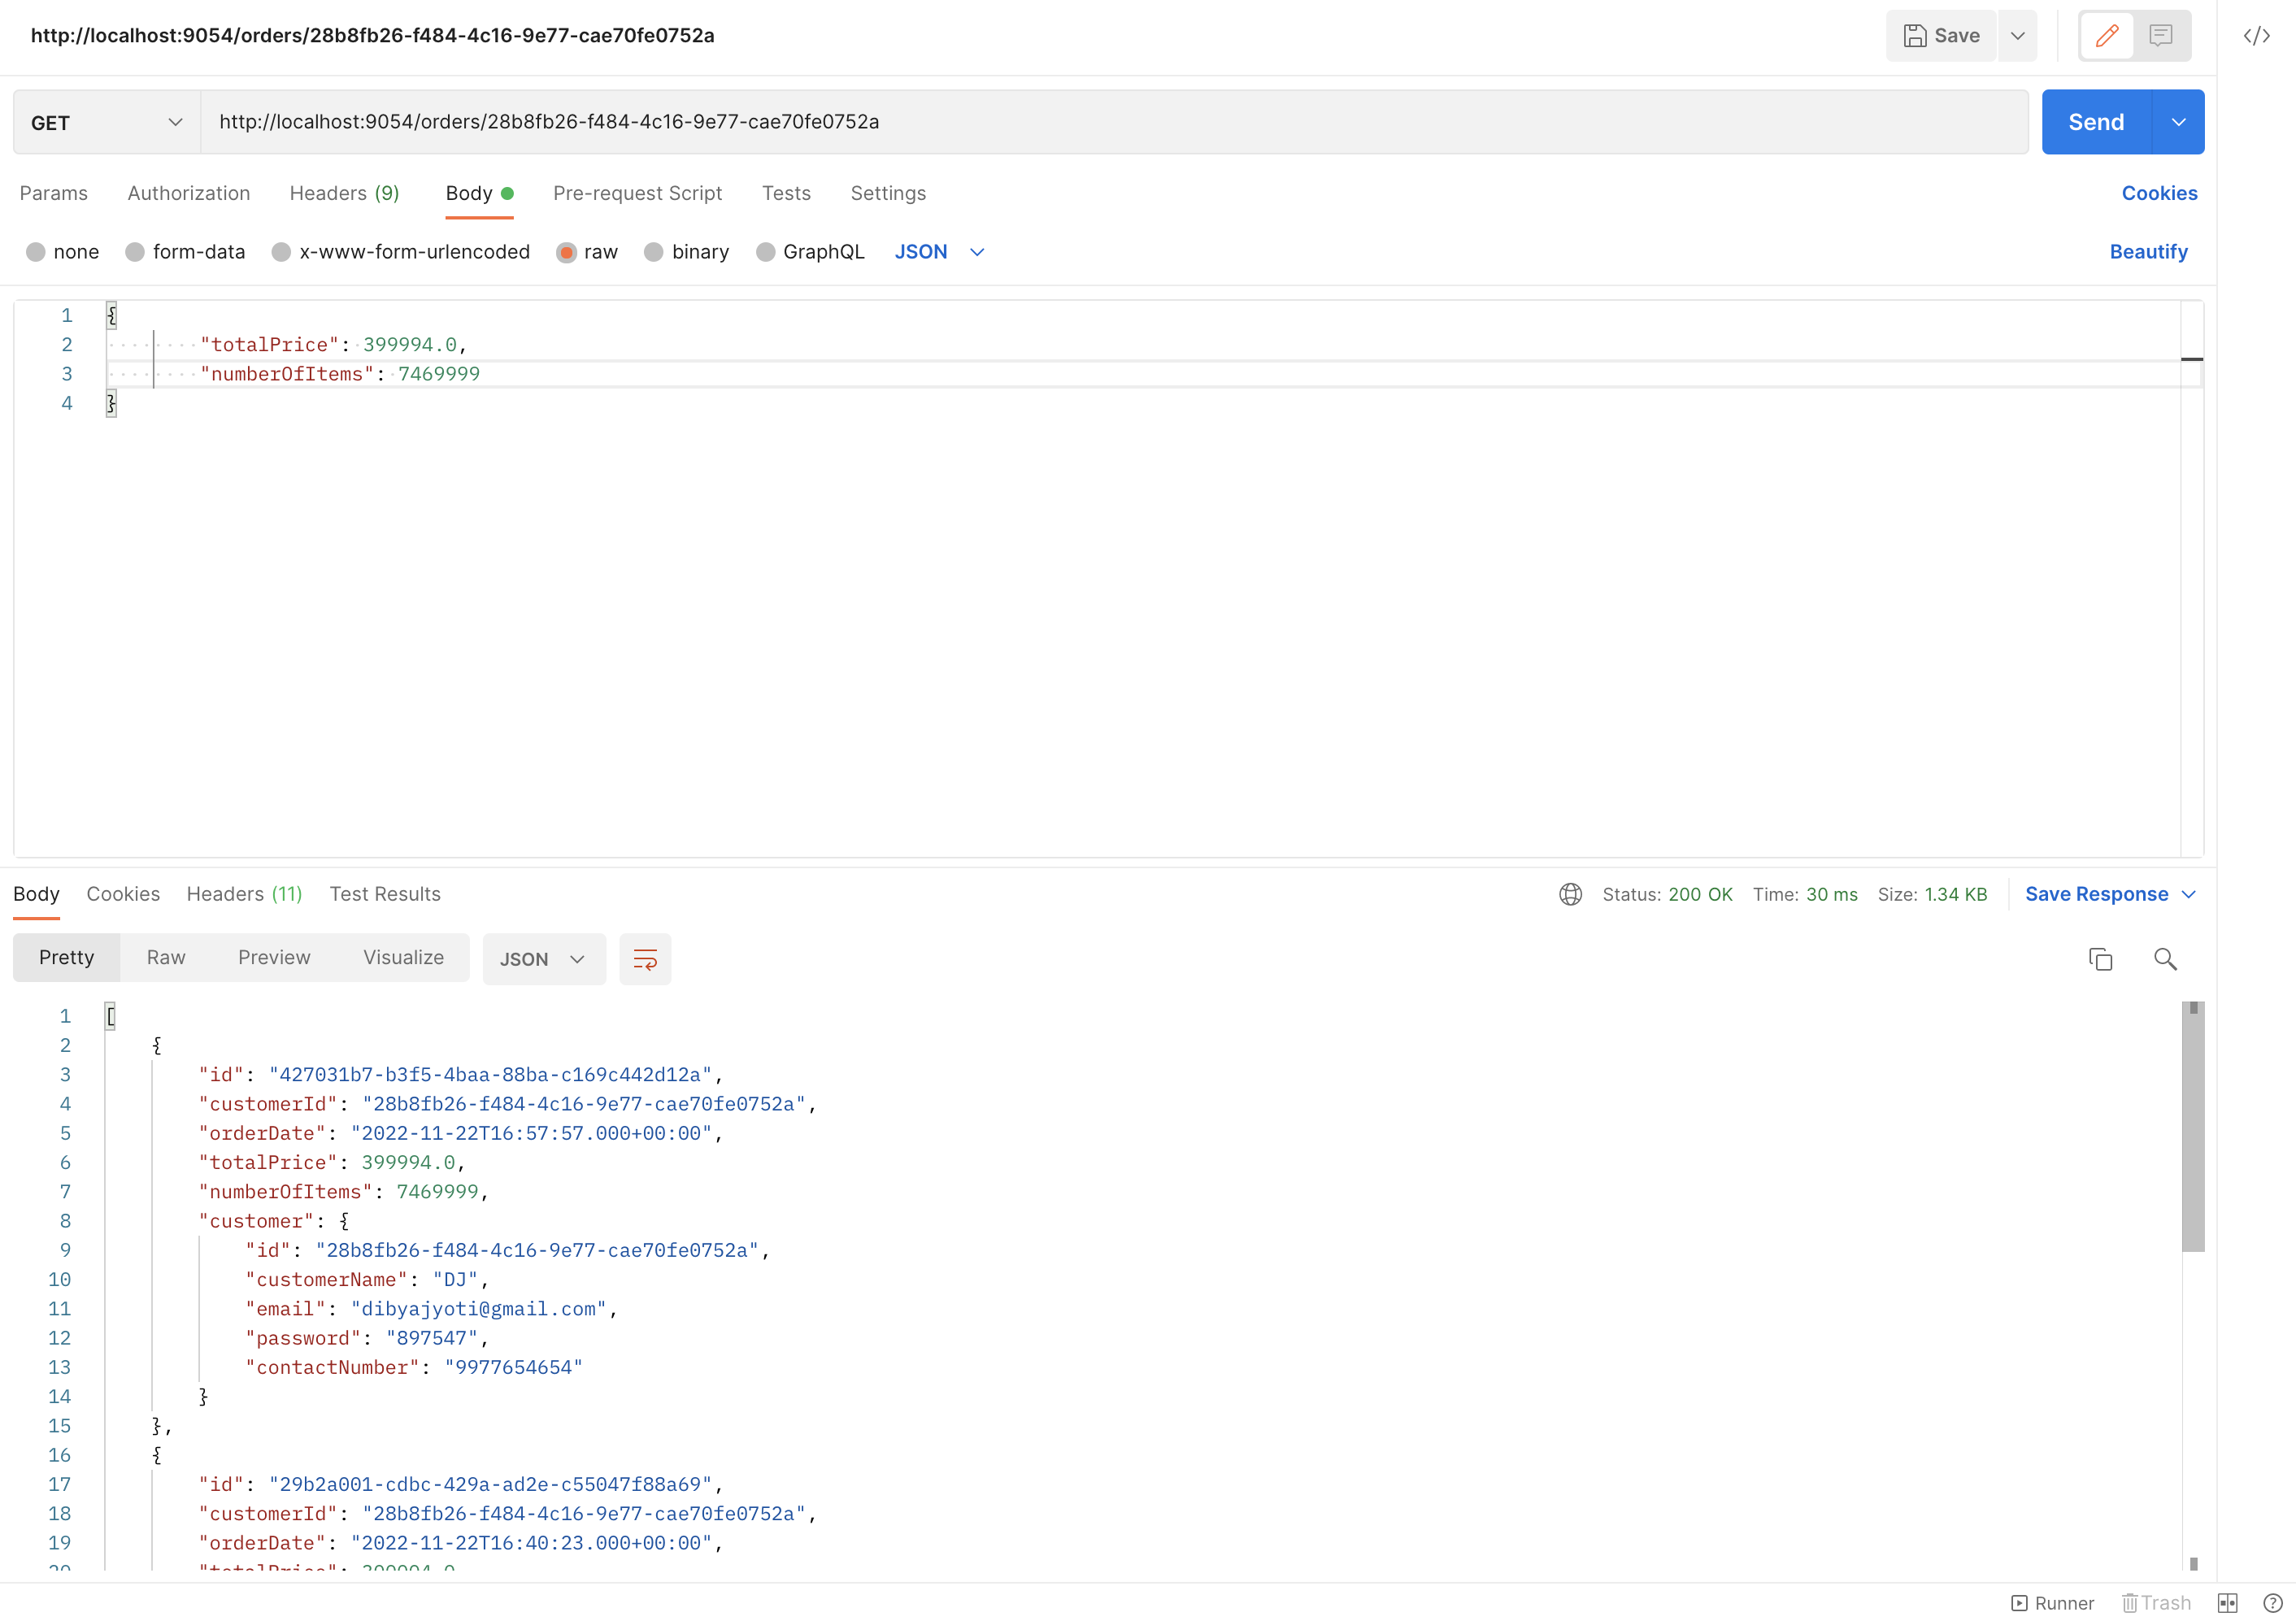 http://localhost:9054/orders/28b8fb26-f484-4c16-9e77-cae70fe0752a
Save
GET
http://localhost:9054/orders/28b8fb26-f484-4c16-9e77-cae70fe0752a
Send
Params Authorization Headers (9) Body Pre-request Script Tests Settings Cookies
none form-data x-www-form-urlencoded raw binary GraphQL JSON Beautify
1 {
2 "totalPrice": 399994.0,
3 "numberOfItems": 7469999
4 }
Body Cookies Headers (11) Test Results Status: 200 OK Time: 30 ms Size: 1.34 KB Save Response
Pretty Raw Preview Visualize JSON
1 [
2 {
3 "id": "427031b7-b3f5-4baa-88ba-c169c442d12a",
4 "customerId": "28b8fb26-f484-4c16-9e77-cae70fe0752a",
5 "orderDate": "2022-11-22T16:57:57.000+00:00",
6 "totalPrice": 399994.0,
7 "numberOfItems": 7469999,
8 "customer": {
9 "id": "28b8fb26-f484-4c16-9e77-cae70fe0752a",
10 "customerName": "DJ",
11 "email": "dibyajyoti@gmail.com",
12 "password": "897547",
13 "contactNumber": "9977654654"
14 }
15 },
16 {
17 "id": "29b2a001-cdbc-429a-ad2e-c55047f88a69",
18 "customerId": "28b8fb26-f484-4c16-9e77-cae70fe0752a",
19 "orderDate": "2022-11-22T16:40:23.000+00:00",
20 "totalPrice":
Runner Trash